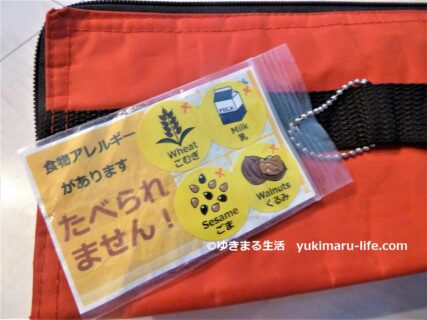 食物アレルギー
があります
たべられ
ません！
Wheat
こむぎ
MILK
Milk
乳
Sesame
ごま
Walnuts
くるみ
©ゆきまる生活 yukimaru-life.com